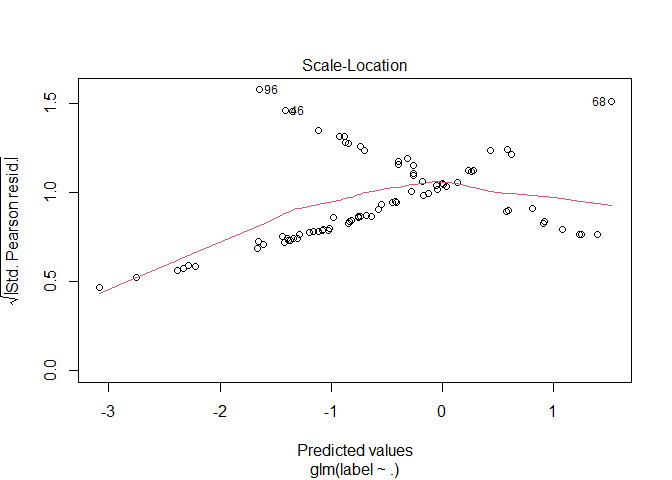 Scale-Location
√|Std. Pearson resid.|
0.0 0.5 1.0 1.5
96
46
68
-3 -2 -1 0 1
Predicted values
glm(label ~ .)